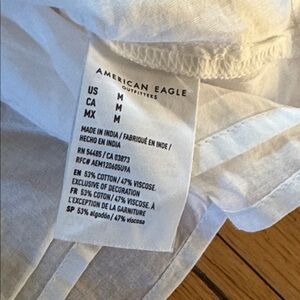 AMERICAN EAGLE
OUTFITTERS
US M
CA M
MX M
MADE IN INDIA / FABRIQUÉ EN INDE /
HECHO EN INDIA
RN 54485 / CA 03873
RFC# AEM120605U9A
EN 53% COTTON/ 47% VISCOSE.
EXCLUSIVE OF DECORATION
FR 53% COTON/ 47% VISCOSE. À
L'EXCEPTION DE LA GARNITURE
SP 53% algodón/ 47% viscosa